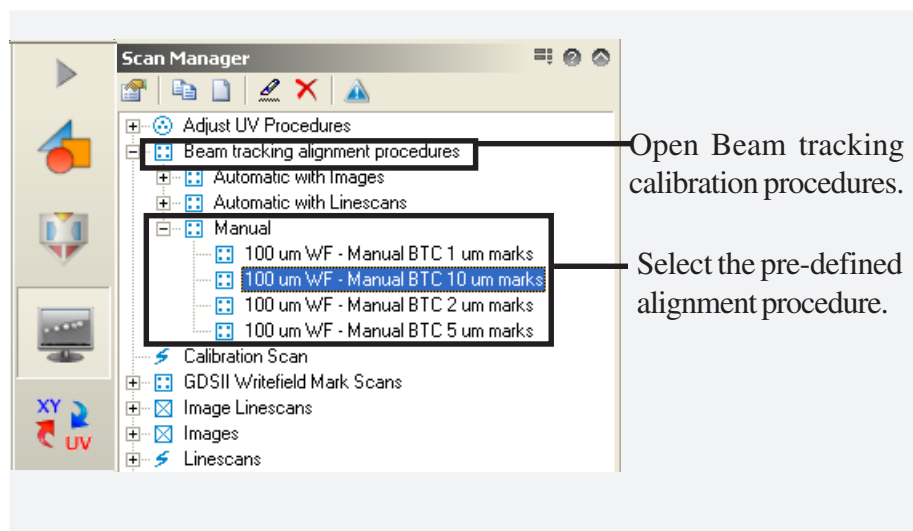 Scan Manager
Adjust UV Procedures
Beam tracking alignment procedures
Automatic with Images
Automatic with Linescans
Manual
100 um WF - Manual BTC 1 um marks
100 um WF - Manual BTC 10 um marks
100 um WF - Manual BTC 2 um marks
100 um WF - Manual BTC 5 um marks
Calibration Scan
GDSII Writefield Mark Scans
Image Linescans
Images
Linescans
XY
UV
Open Beam tracking
calibration procedures.
Select the pre-defined
alignment procedure.